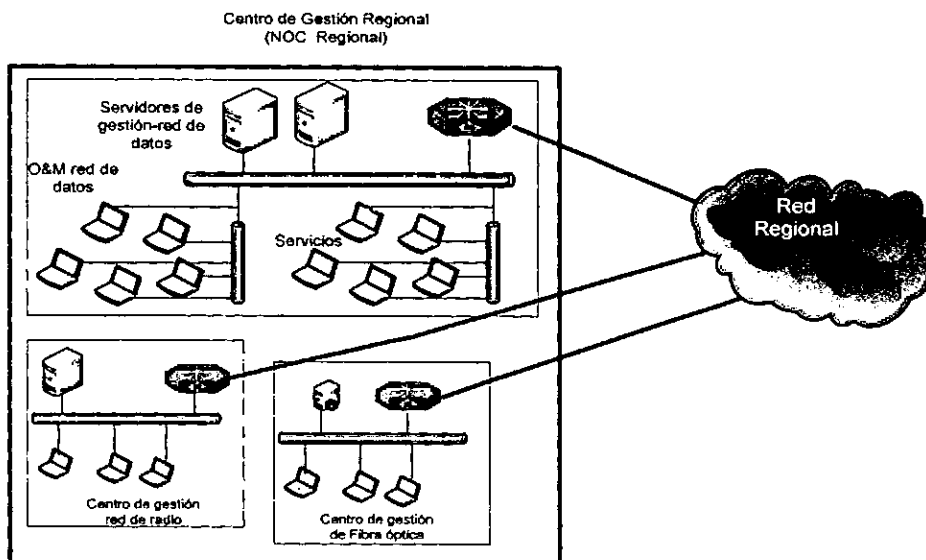 Centro de Gestión Regional
(NOC Regional)
Servidores de
gestión-red de
datos
O&M red de
datos
Servicios
Red
Regional
Centro de gestión
red de radio
Centro de gestión
de Fibra óptica